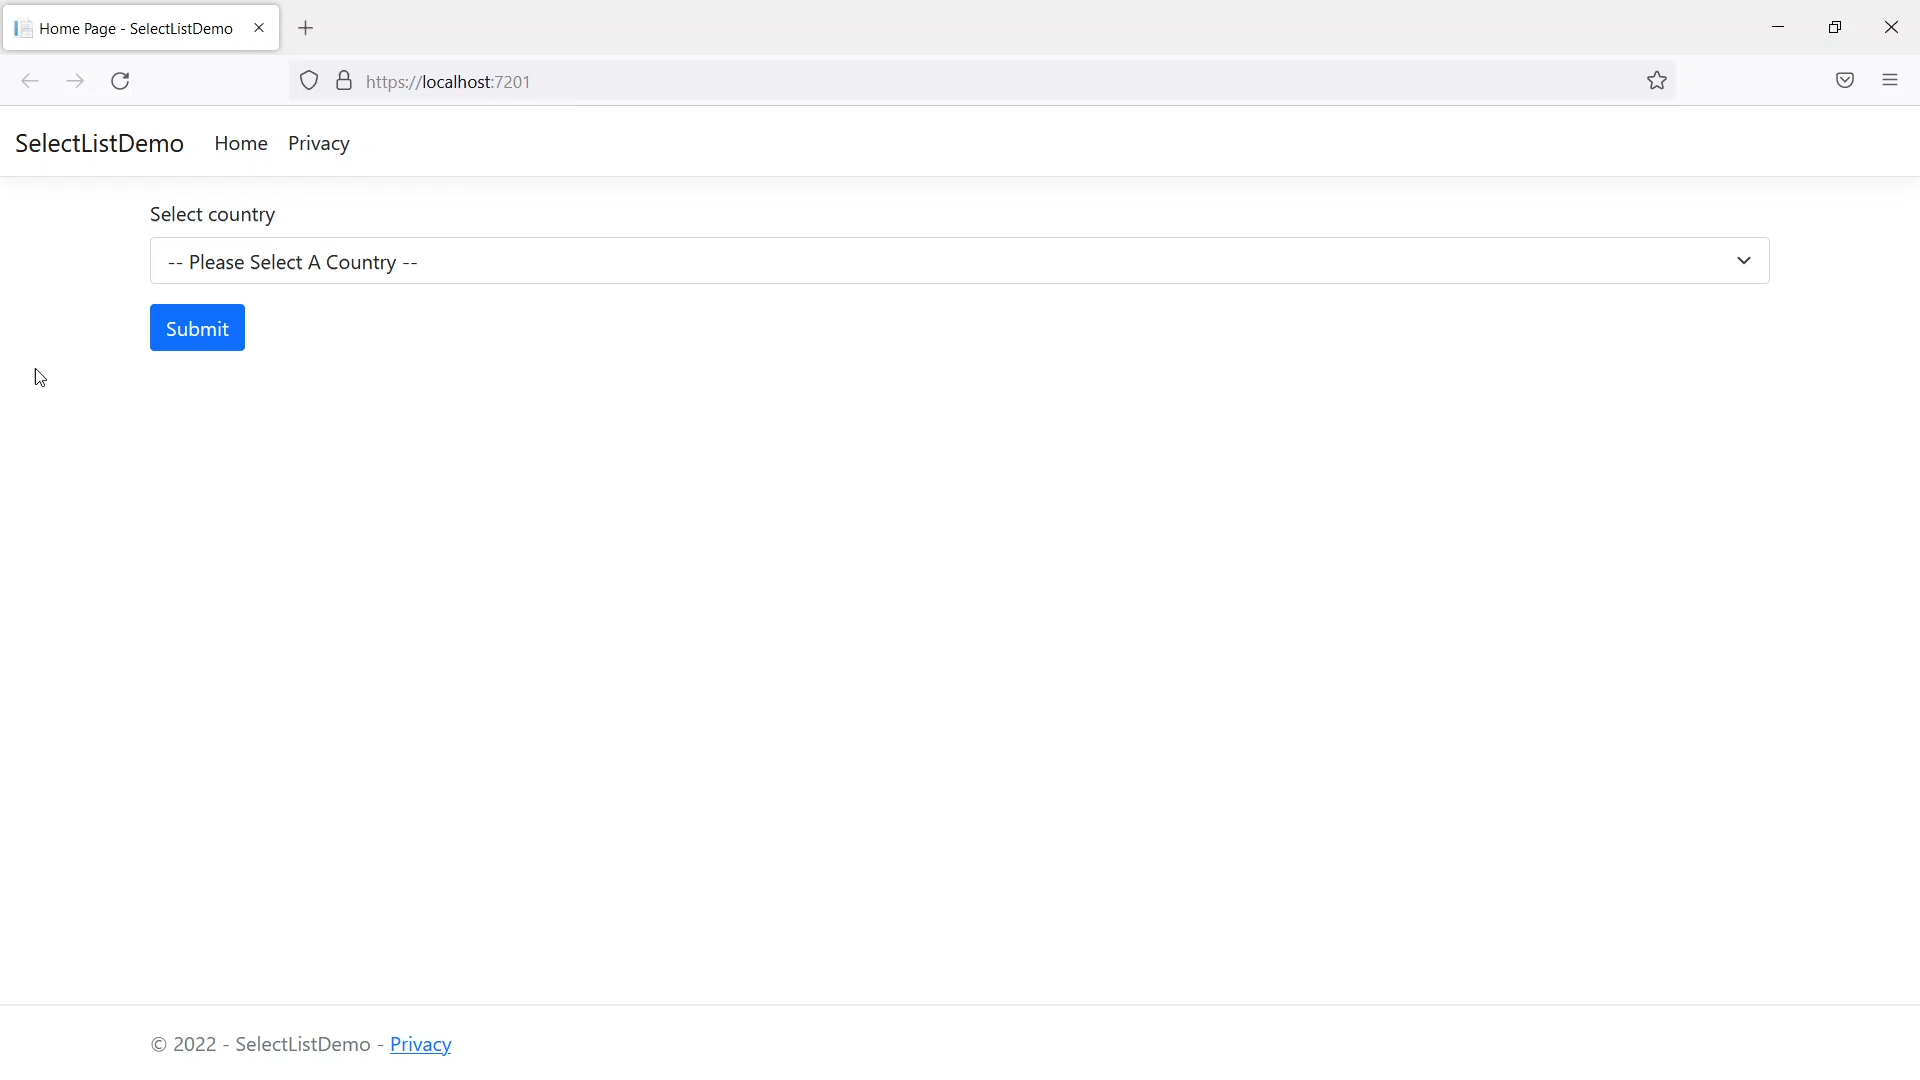 Home Page - SelectListDemo
https://localhost:7201
SelectListDemo Home Privacy
Select country
-- Please Select A Country --
Submit
© 2022 - SelectListDemo - Privacy